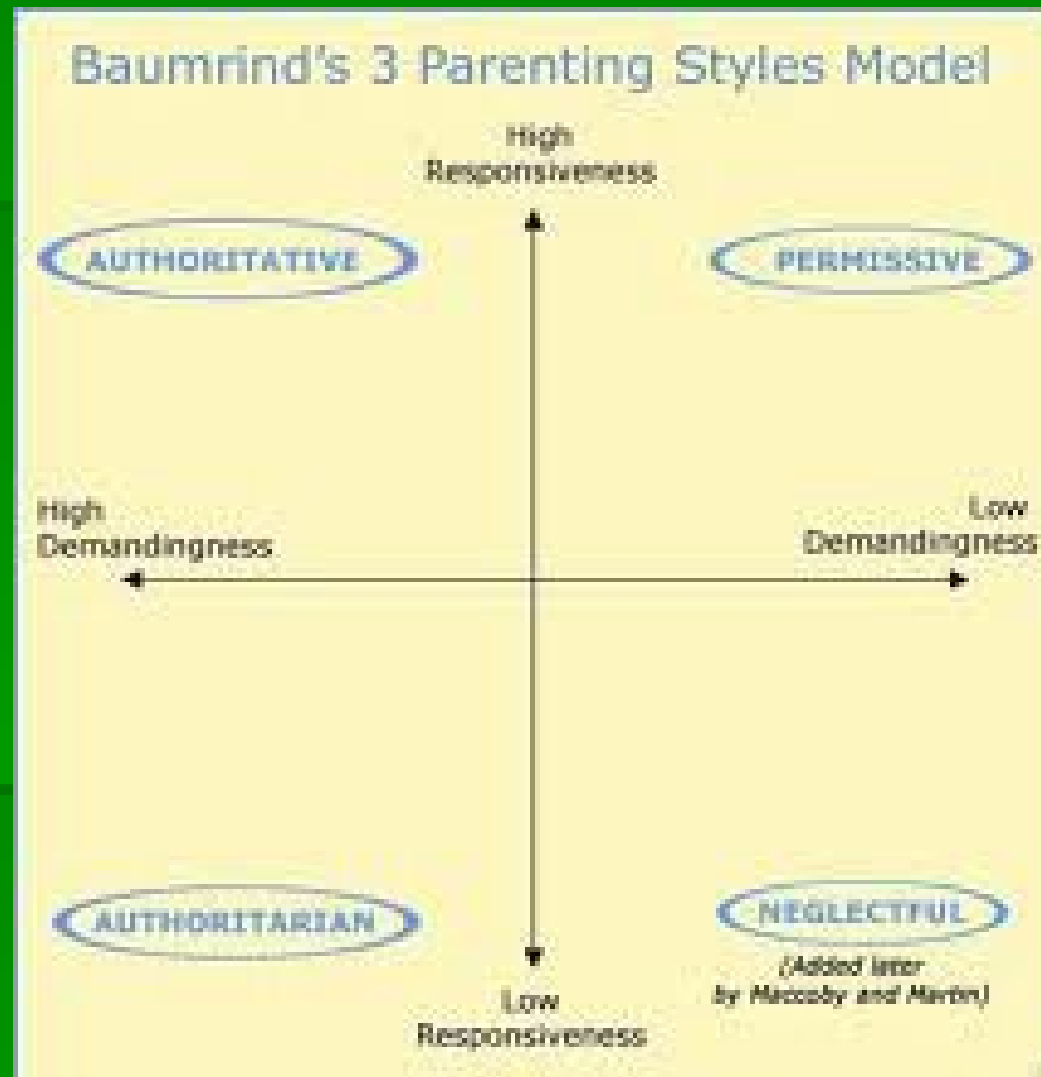 Baumrind's 3 Parenting Styles Model
High
Responsiveness
AUTHORITATIVE
PERMISSIVE
High
Demandingness
Low
Demandingness
AUTHORITARIAN
NEGLECTFUL
(Added later
by Maccoby and Martin)
Low
Responsiveness